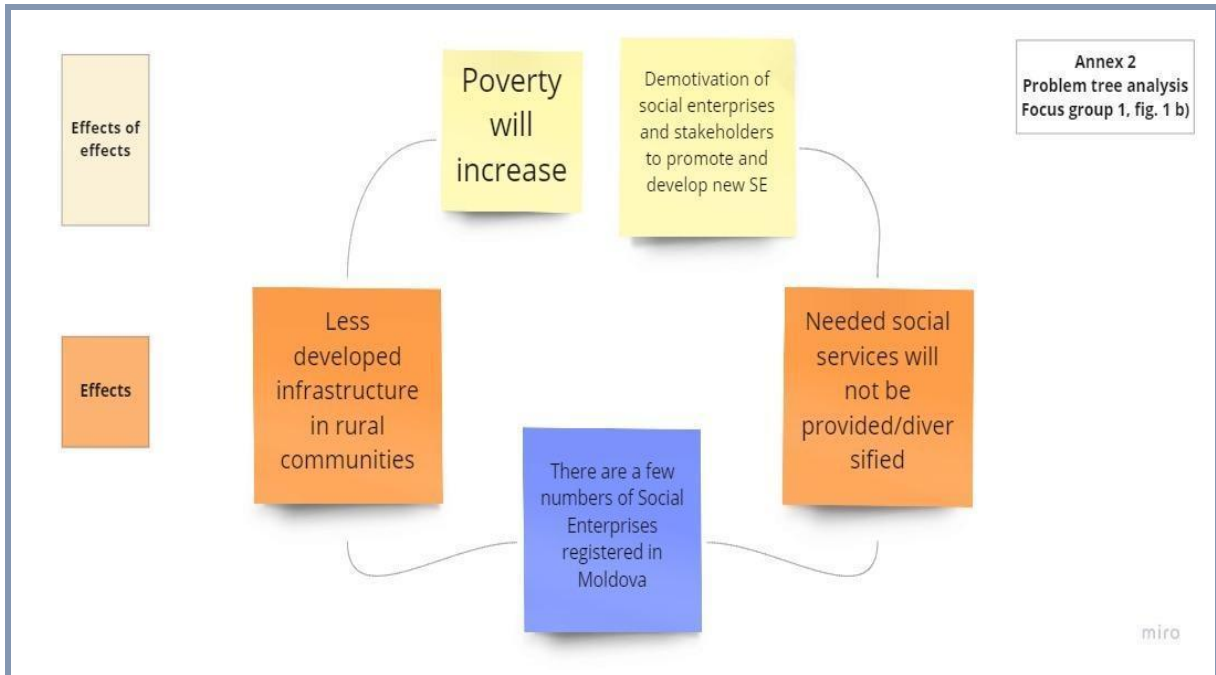 Annex 2
Problem tree analysis
Focus group 1, fig. 1 b)
Effects of
effects
Poverty
will
increase
Demotivation of
social enterprises
and stakeholders
to promote and
develop new SE
Effects
Less
developed
infrastructure
in rural
communities
Needed social
services will
not be
provided/diver
sified
There are a few
numbers of Social
Enterprises
registered in
Moldova
miro